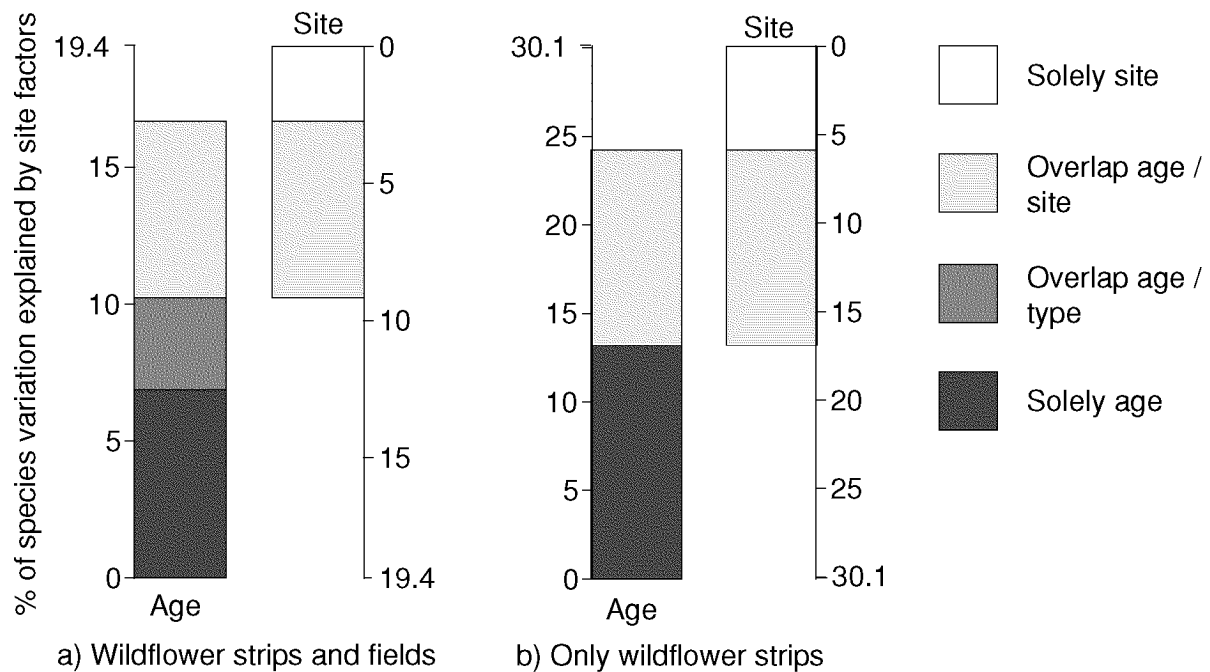 % of species variation explained by site factors
19.4
15
10
5
0
Age
Site
0
5
10
15
19.4
a) Wildflower strips and fields
30.1
25
20
15
10
5
0
Age
Site
0
5
10
15
20
25
30.1
b) Only wildflower strips
Solely site
Overlap age /
site
Overlap age /
type
Solely age